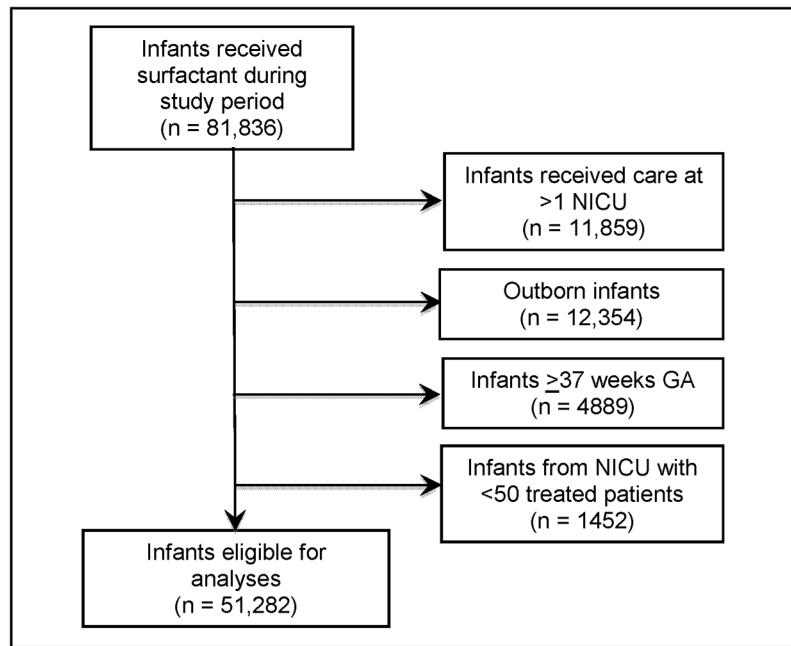 Infants received
surfactant during
study period
(n = 81,836)
Infants received care at
>1 NICU
(n = 11,859)
Outborn infants
(n = 12,354)
Infants ≥37 weeks GA
(n = 4889)
Infants from NICU with
<50 treated patients
(n = 1452)
Infants eligible for
analyses
(n = 51,282)